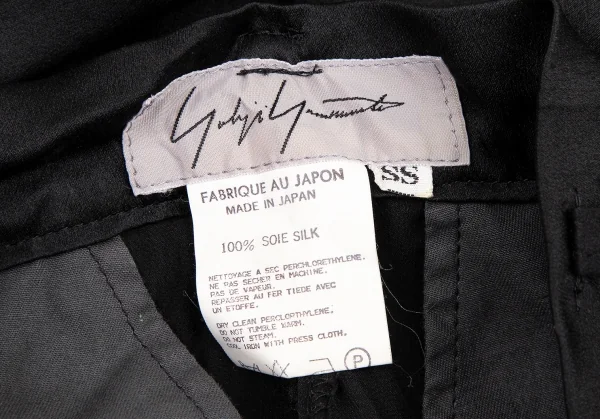 Yohji Yamamoto
SS
FABRIQUE AU JAPON
MADE IN JAPAN
100% SOIE SILK
NETTOYAGE A SEC PERCHLORETHYLENE.
NE PAS SECHER EN MACHINE.
PAS DE VAPEUR.
REPASSER AU FER TIEDE AVEC
UN ETOFFE.
DRY CLEAN PERCLOPTHYLENE.
DO NOT TUMBLE WARM.
DO NOT STEAM.
COOL IRON WITH PRESS CLOTH.
P